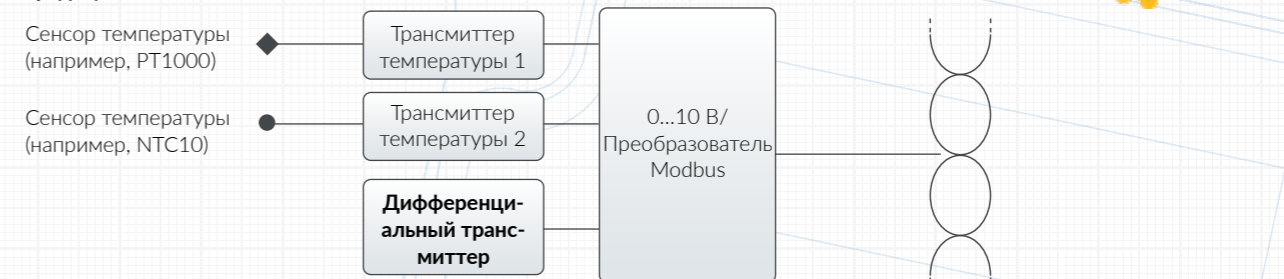 Сенсор температуры
(например, PT1000)
Трансмиттер
температуры 1
Сенсор температуры
(например, NTC10)
Трансмиттер
температуры 2
0...10 В/
Преобразователь
Modbus
Дифференци-
альный транс-
миттер